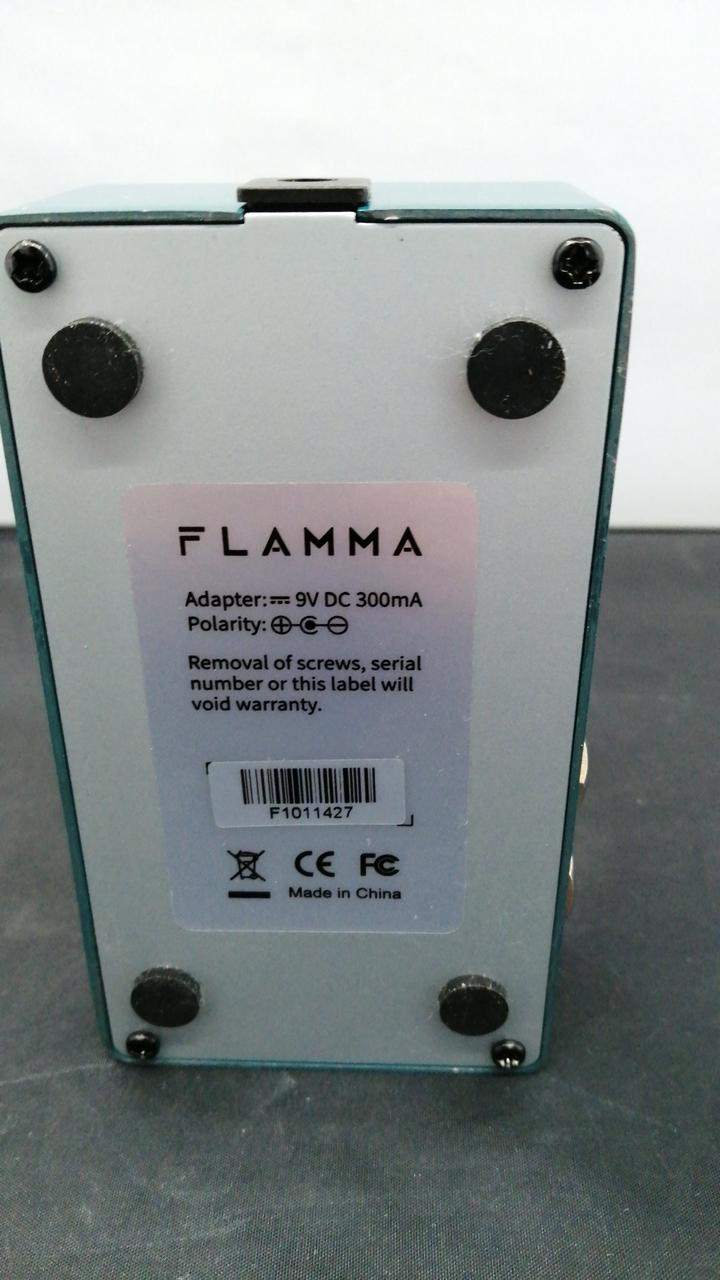 FLAMMA
Adapter: 9V DC 300mA
Polarity:
Removal of screws, serial
number or this label will
void warranty.
F1011427
CE FC
Made in China